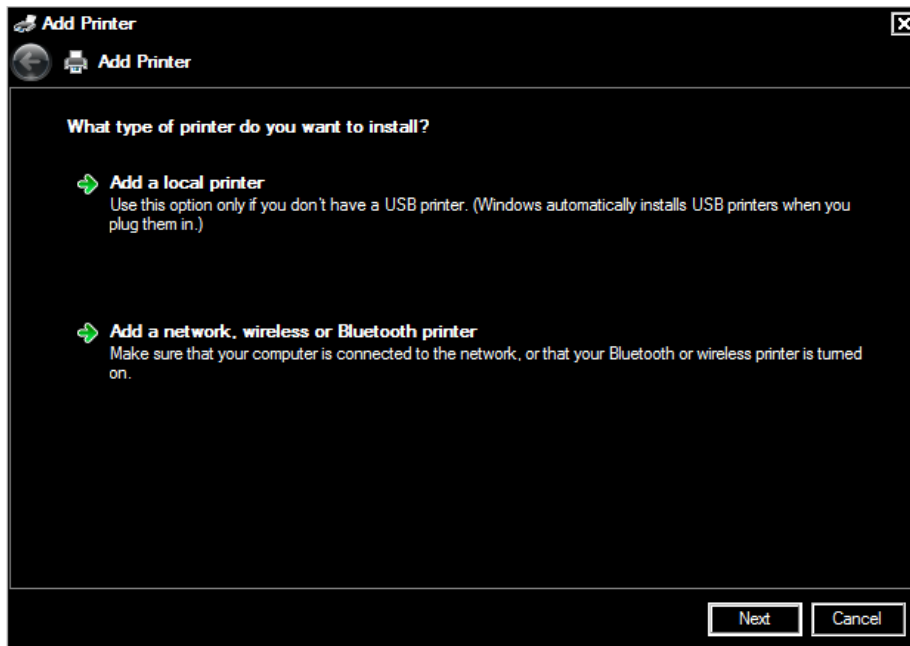 Add Printer
Add Printer
What type of printer do you want to install?
Add a local printer
Use this option only if you don't have a USB printer. (Windows automatically installs USB printers when you
plug them in.)
Add a network, wireless or Bluetooth printer
Make sure that your computer is connected to the network, or that your Bluetooth or wireless printer is turned
on.
Next Cancel